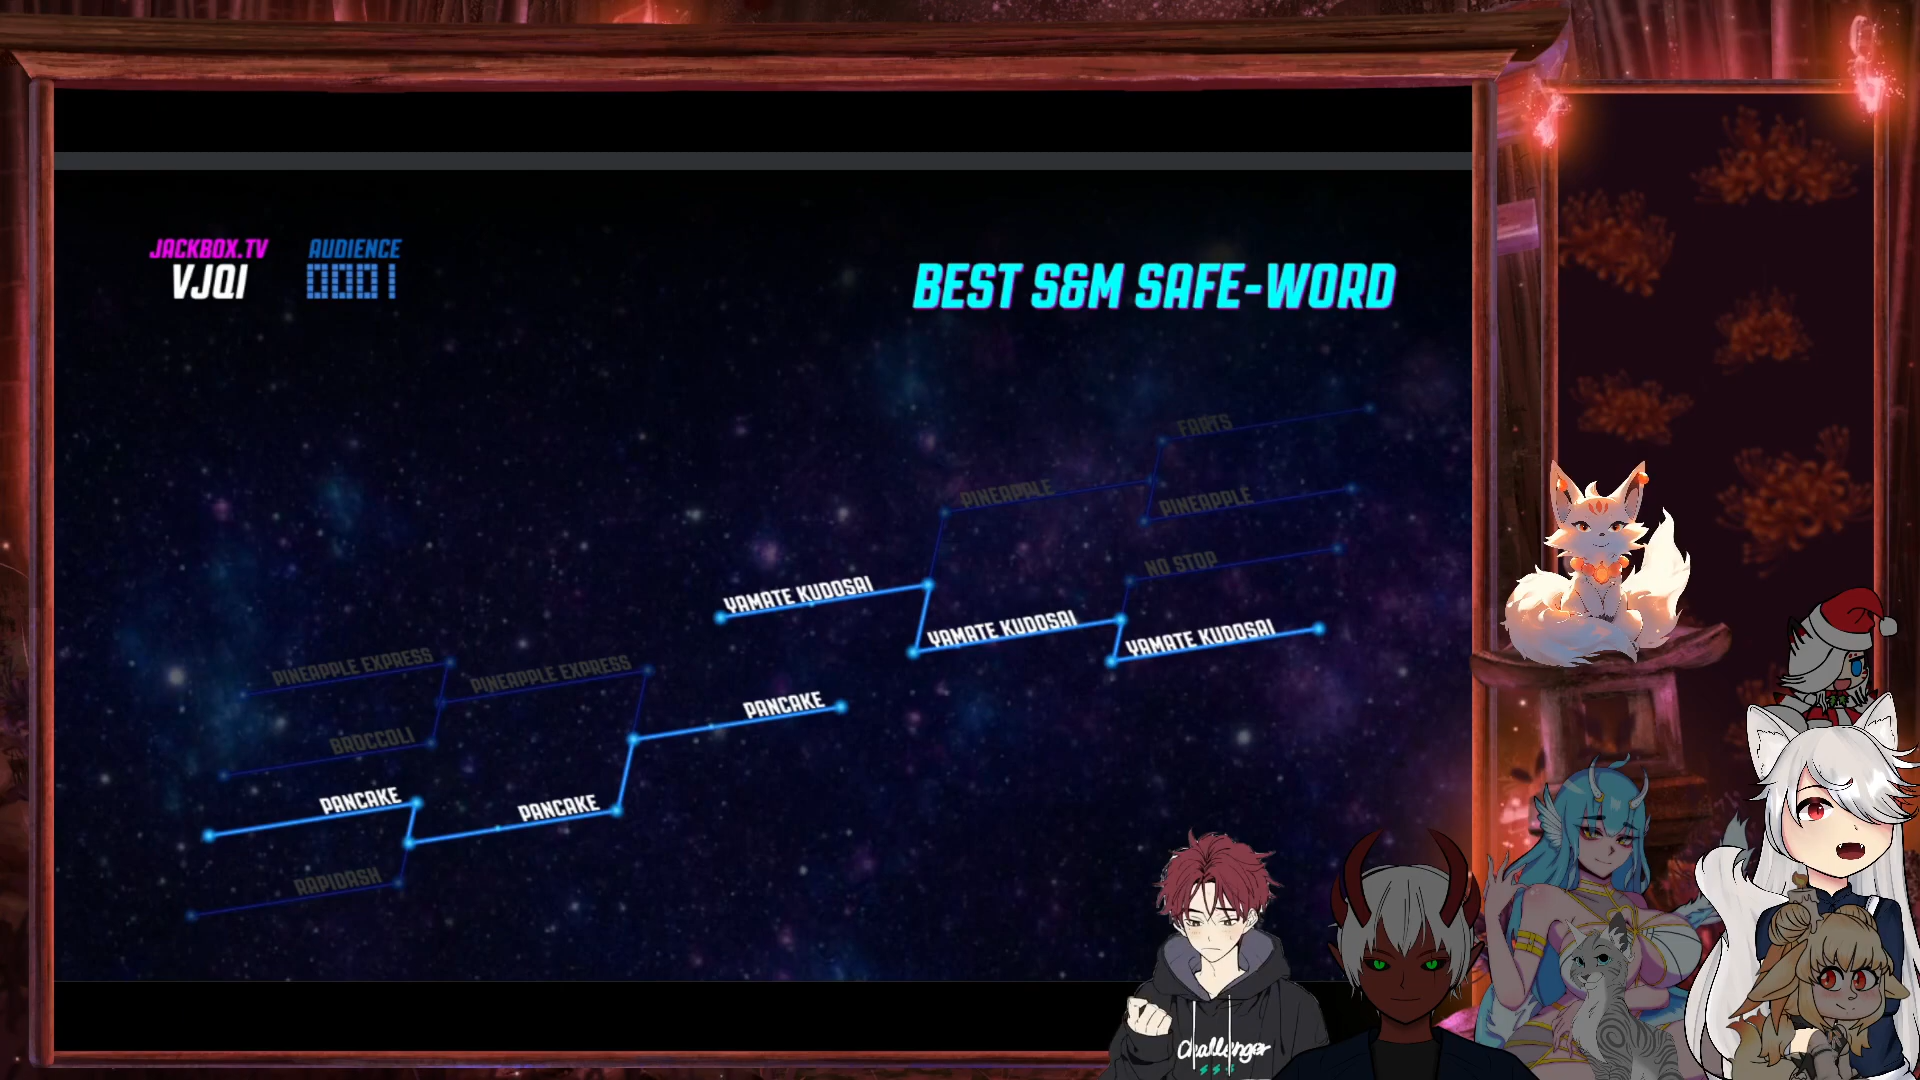 JACKBOX.TV
VJQI
AUDIENCE
0001
BEST S&M SAFE-WORD
FARTS
PINEAPPLE
PINEAPPLE
NO STOP
YAMATE KUDOSAI
YAMATE KUDOSAI
YAMATE KUDOSAI
PINEAPPLE EXPRESS
PINEAPPLE EXPRESS
PANCAKE
BROCCOLI
PANCAKE
PANCAKE
RAPIDASH
Challenger